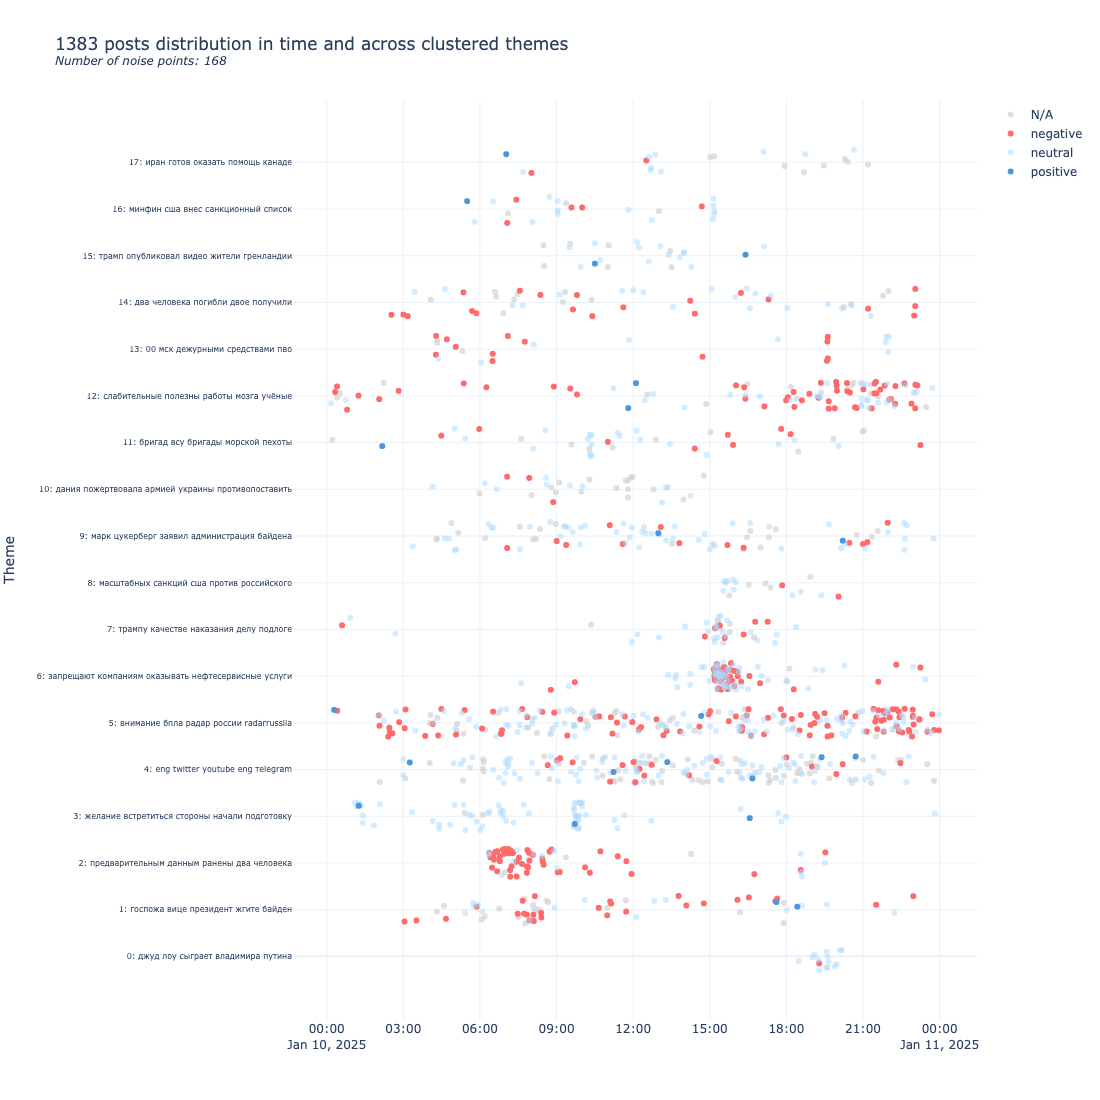 1383 posts distribution in time and across clustered themes
Number of noise points: 168
N/A
negative
neutral
positive
Theme
17: иран готов оказать помощь канаде
16: минфин сша внес санкционный список
15: трамп опубликовал видео жители гренландии
14: два человека погибли двое получили
13: 00 мск дежурными средствами пво
12: слабительные полезны работы мозга учёные
11: бригад всу бригады морской пехоты
10: дания пожертвовала армией украины противопоставить
9: марк цукерберг заявил администрация байдена
8: масштабных санкций сша против российского
7: трампу качестве наказания делу подлоге
6: запрещают компаниям оказывать нефтесервисные услуги
5: внимание бпла радар россии radarrussiia
4: eng twitter youtube eng telegram
3: желание встретиться стороны начали подготовку
2: предварительным данным ранены два человека
1: госпожа вице президент жгите байден
0: джуд лоу сыграет владимира путина
00:00 03:00 06:00 09:00 12:00 15:00 18:00 21:00 00:00
Jan 10, 2025 Jan 11, 2025